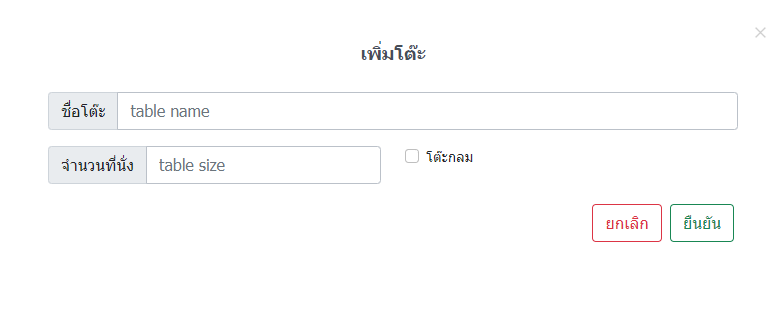 เพิ่มโต๊ะ
ชื่อโต๊ะ table name
จำนวนที่นั่ง table size โต๊ะกลม
ยกเลิก ยืนยัน